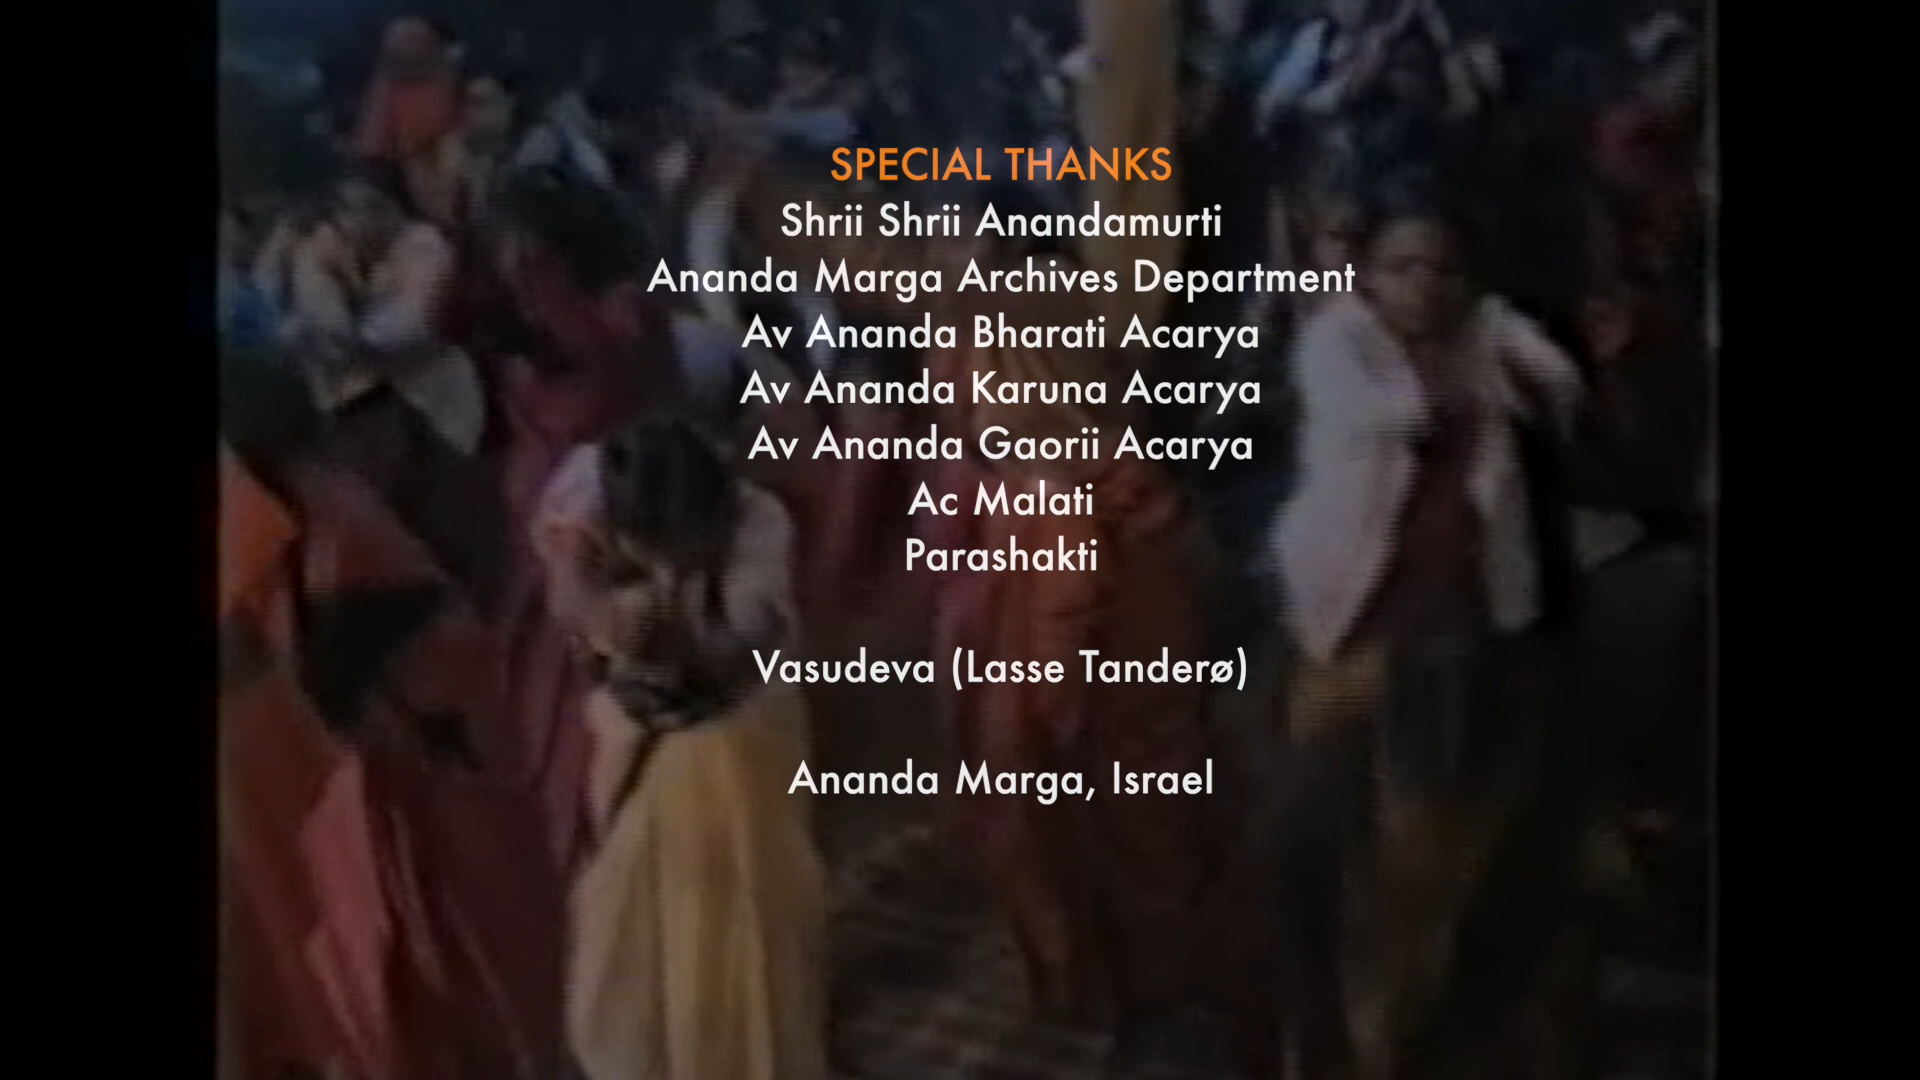 SPECIAL THANKS
Shrii Shrii Anandamurti
Ananda Marga Archives Department
Av Ananda Bharati Acarya
Av Ananda Karuna Acarya
Av Ananda Gaorii Acarya
Ac Malati
Parashakti
Vasudeva (Lasse Tanderø)
Ananda Marga, Israel